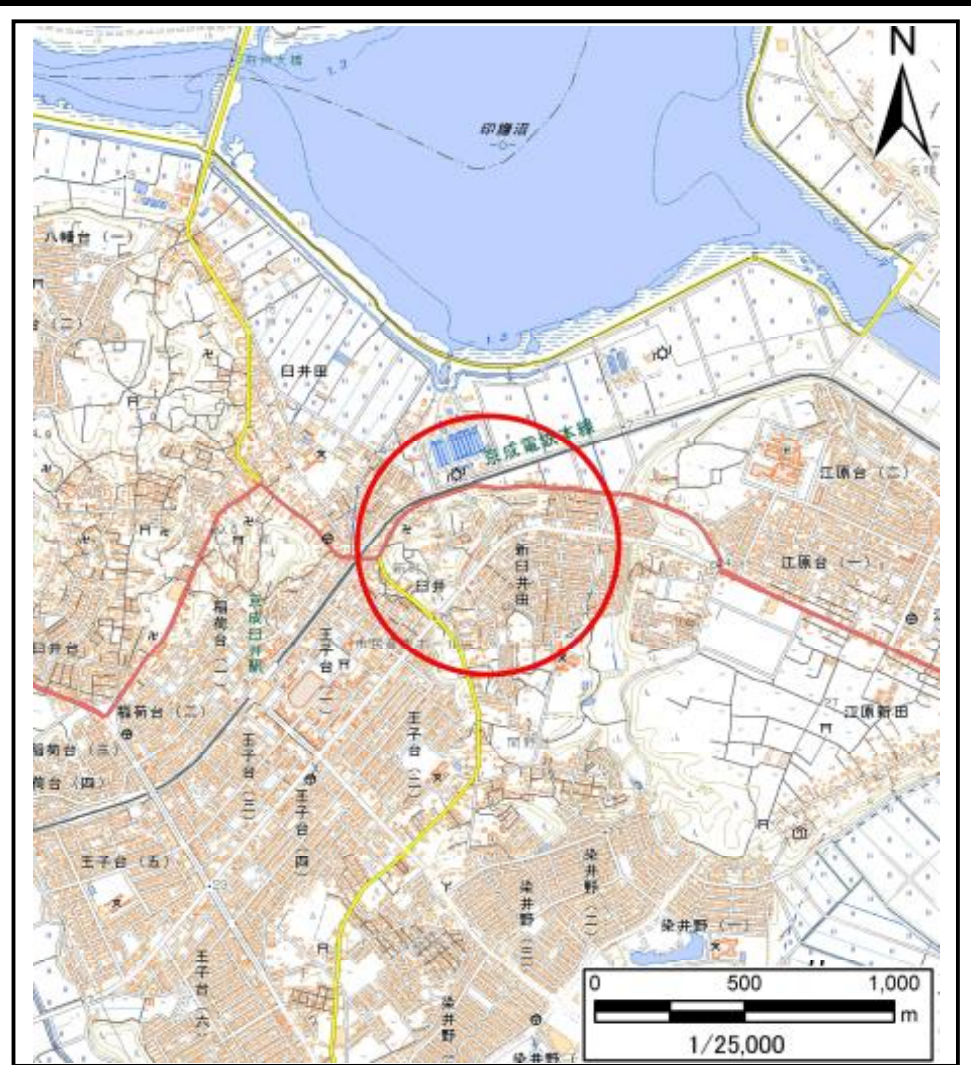 N
印旛沼
1.3
八幡台（一）
臼井田
1.5
京成電鉄本線
江原台（二）
江原台（一）
新臼井田
臼井
臼井台
稲荷台（一）
京成臼井駅
王子台（一）
稲荷台（二）
江原新田
稲荷台（三）
王子台（二）
王子台（三）
王子台（四）
王子台（五）
23
染井野（二）
染井野（三）
染井野（一）
王子台（六）
0 500 1,000
m
1/25,000